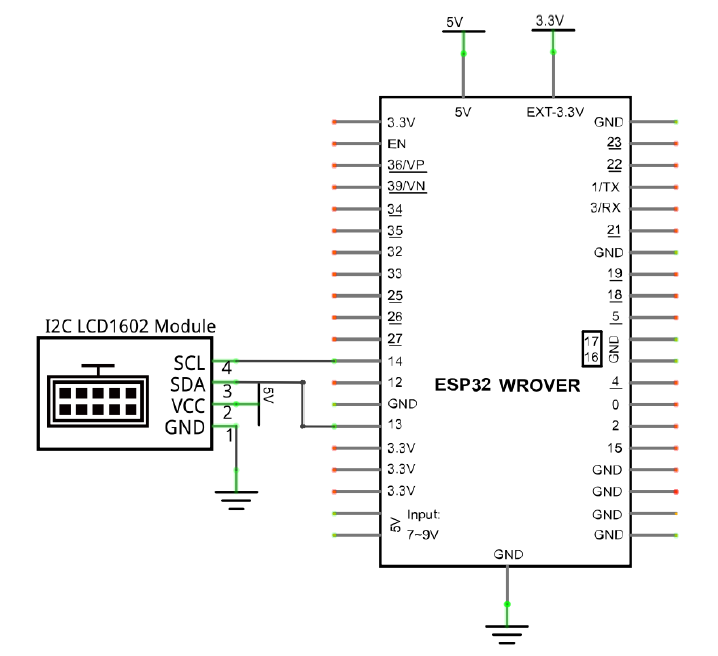 5V
3.3V
5V
EXT-3.3V
3.3V
EN
36/VP
39/VN
34
35
32
33
25
26
27
14
12
GND
13
3.3V
3.3V
3.3V
5V
Input:
7~9V
GND
23
22
1/TX
3/RX
21
GND
19
18
5
17
16
GND
4
0
2
15
GND
GND
GND
GND
ESP32 WROVER
GND
I2C LCD1602 Module
SCL 4
SDA 3
VCC 2
GND 1
5V